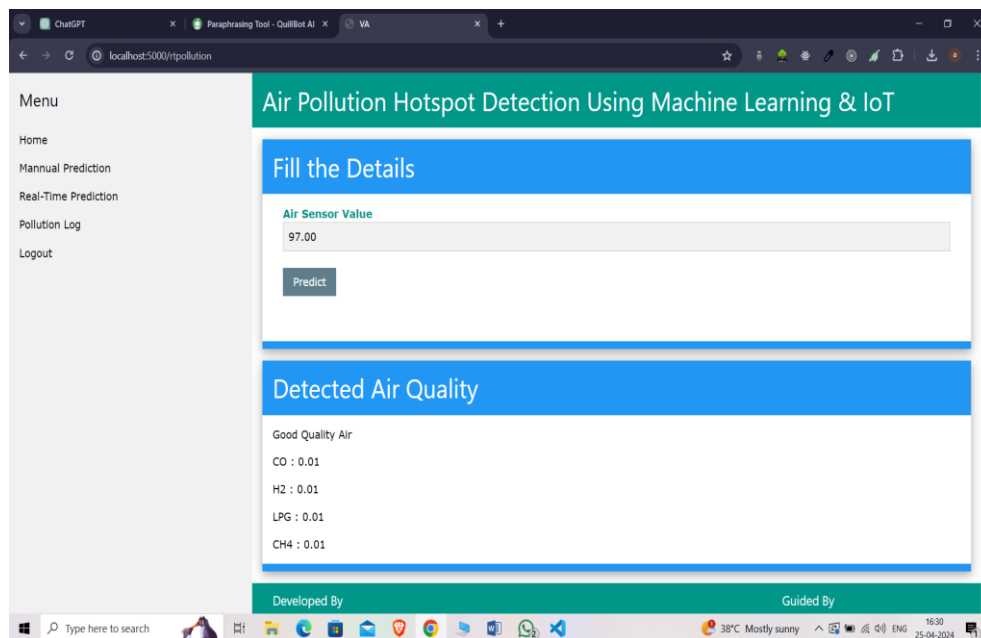 ChatGPT
Paraphrasing Tool - QuillBot AI
VA
localhost:5000/rtpollution
Menu
Home
Mannual Prediction
Real-Time Prediction
Pollution Log
Logout
Air Pollution Hotspot Detection Using Machine Learning & IoT
Fill the Details
Air Sensor Value
97.00
Predict
Detected Air Quality
Good Quality Air
CO : 0.01
H2 : 0.01
LPG : 0.01
CH4 : 0.01
Developed By
Guided By
Type here to search
38°C Mostly sunny
ENG
16:30
25-04-2024